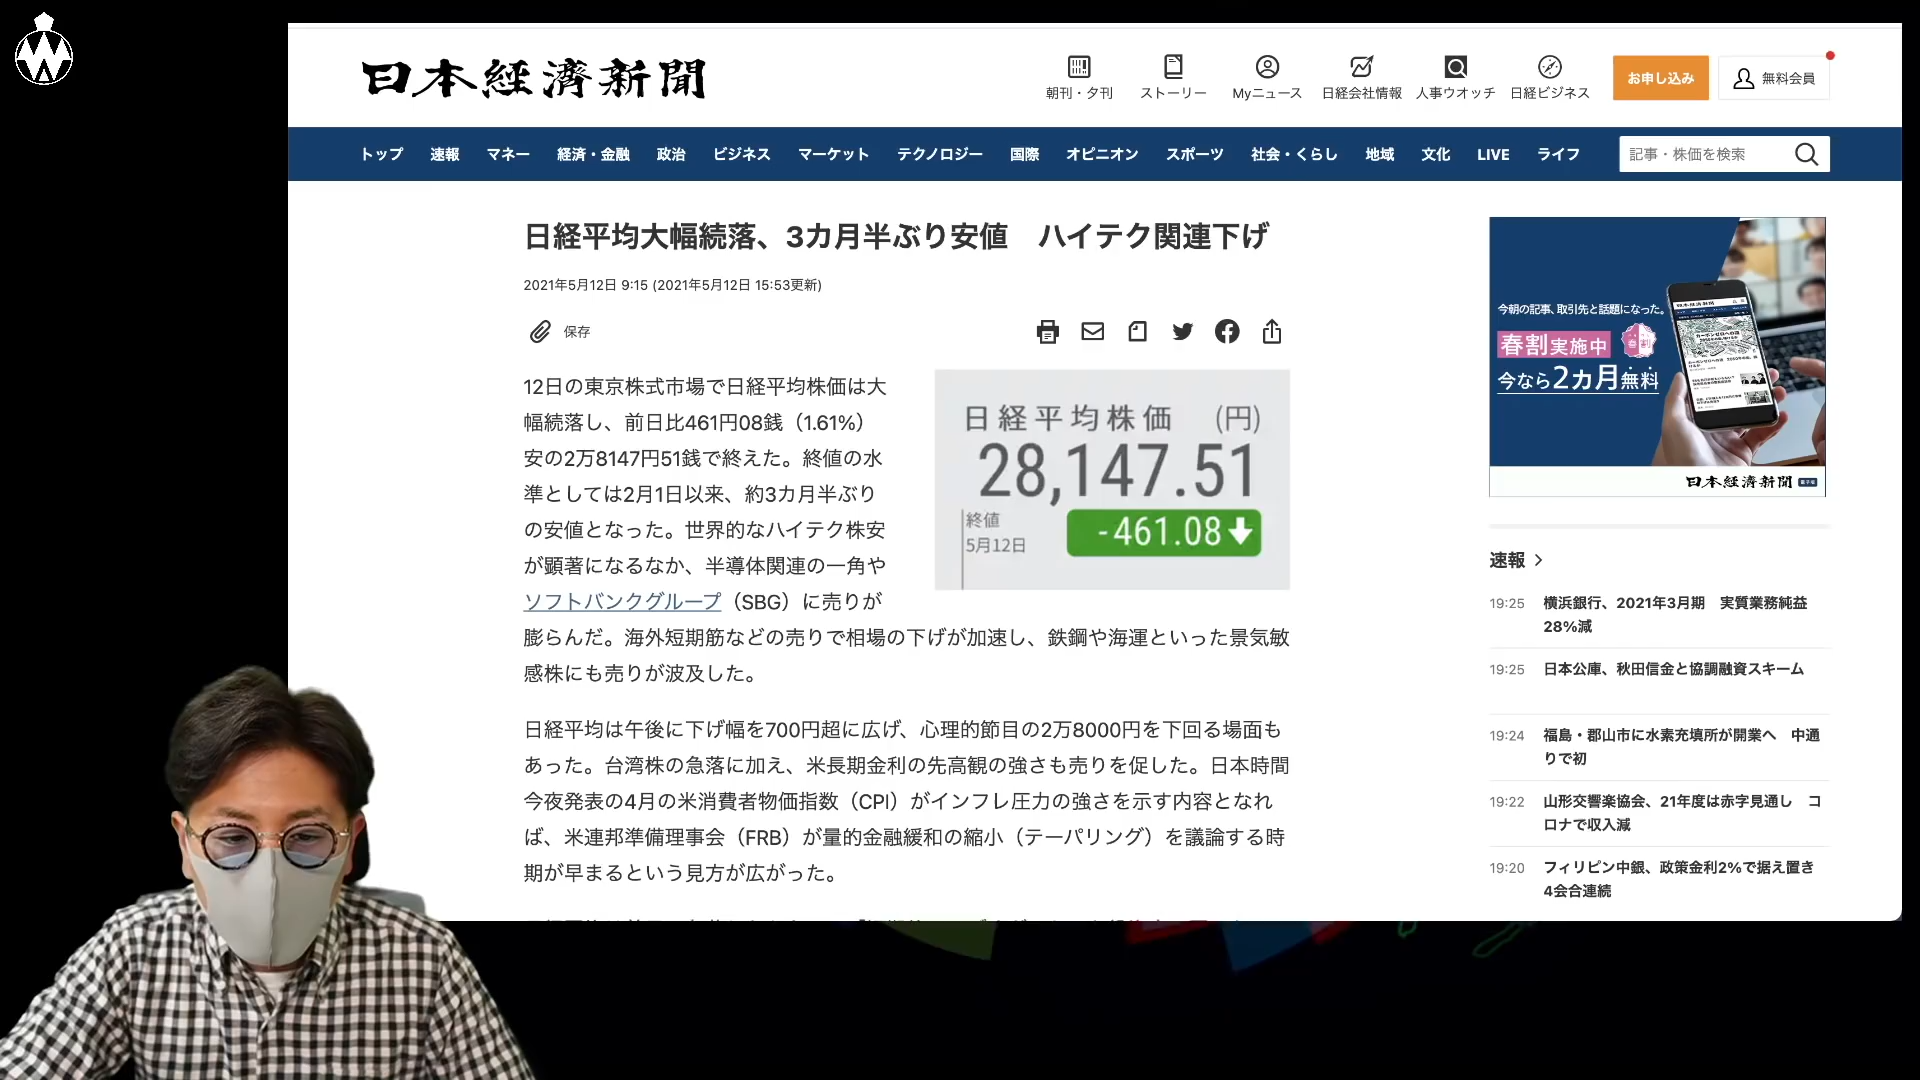 W
日本経済新聞
朝刊・夕刊
ストーリー
Myニュース
日経会社情報
人事ウオッチ
日経ビジネス
お申し込み
無料会員
トップ
速報
マネー
経済・金融
政治
ビジネス
マーケット
テクノロジー
国際
オピニオン
スポーツ
社会・くらし
地域
文化
LIVE
ライフ
記事・株価を検索
日経平均大幅続落、3カ月半ぶり安値　ハイテク関連下げ
2021年5月12日 9:15 (2021年5月12日 15:53更新)
保存
12日の東京株式市場で日経平均株価は大
幅続落し、前日比461円08銭（1.61%）
安の2万8147円51銭で終えた。終値の水
準としては2月1日以来、約3カ月半ぶり
の安値となった。世界的なハイテク株安
が顕著になるなか、半導体関連の一角や
ソフトバンクグループ（SBG）に売りが
膨らんだ。海外短期筋などの売りで相場の下げが加速し、鉄鋼や海運といった景気敏
感株にも売りが波及した。
日経平均株価 (円)
28,147.51
終値
5月12日
-461.08
日経平均は午後に下げ幅を700円超に広げ、心理的節目の2万8000円を下回る場面も
あった。台湾株の急落に加え、米長期金利の先高観の強さも売りを促した。日本時間
今夜発表の4月の米消費者物価指数（CPI）がインフレ圧力の強さを示す内容となれ
ば、米連邦準備理事会（FRB）が量的金融緩和の縮小（テーパリング）を議論する時
期が早まるという見方が広がった。
今朝の記事、取引先と話題になった。
春割実施中
春割
今なら2カ月無料
日本経済新聞
速報
19:25 横浜銀行、2021年3月期　実質業務純益
28%減
19:25 日本公庫、秋田信金と協調融資スキーム
19:24 福島・郡山市に水素充填所が開業へ　中通
りで初
19:22 山形交響楽協会、21年度は赤字見通し　コ
ロナで収入減
19:20 フィリピン中銀、政策金利2%で据え置き
4会合連続